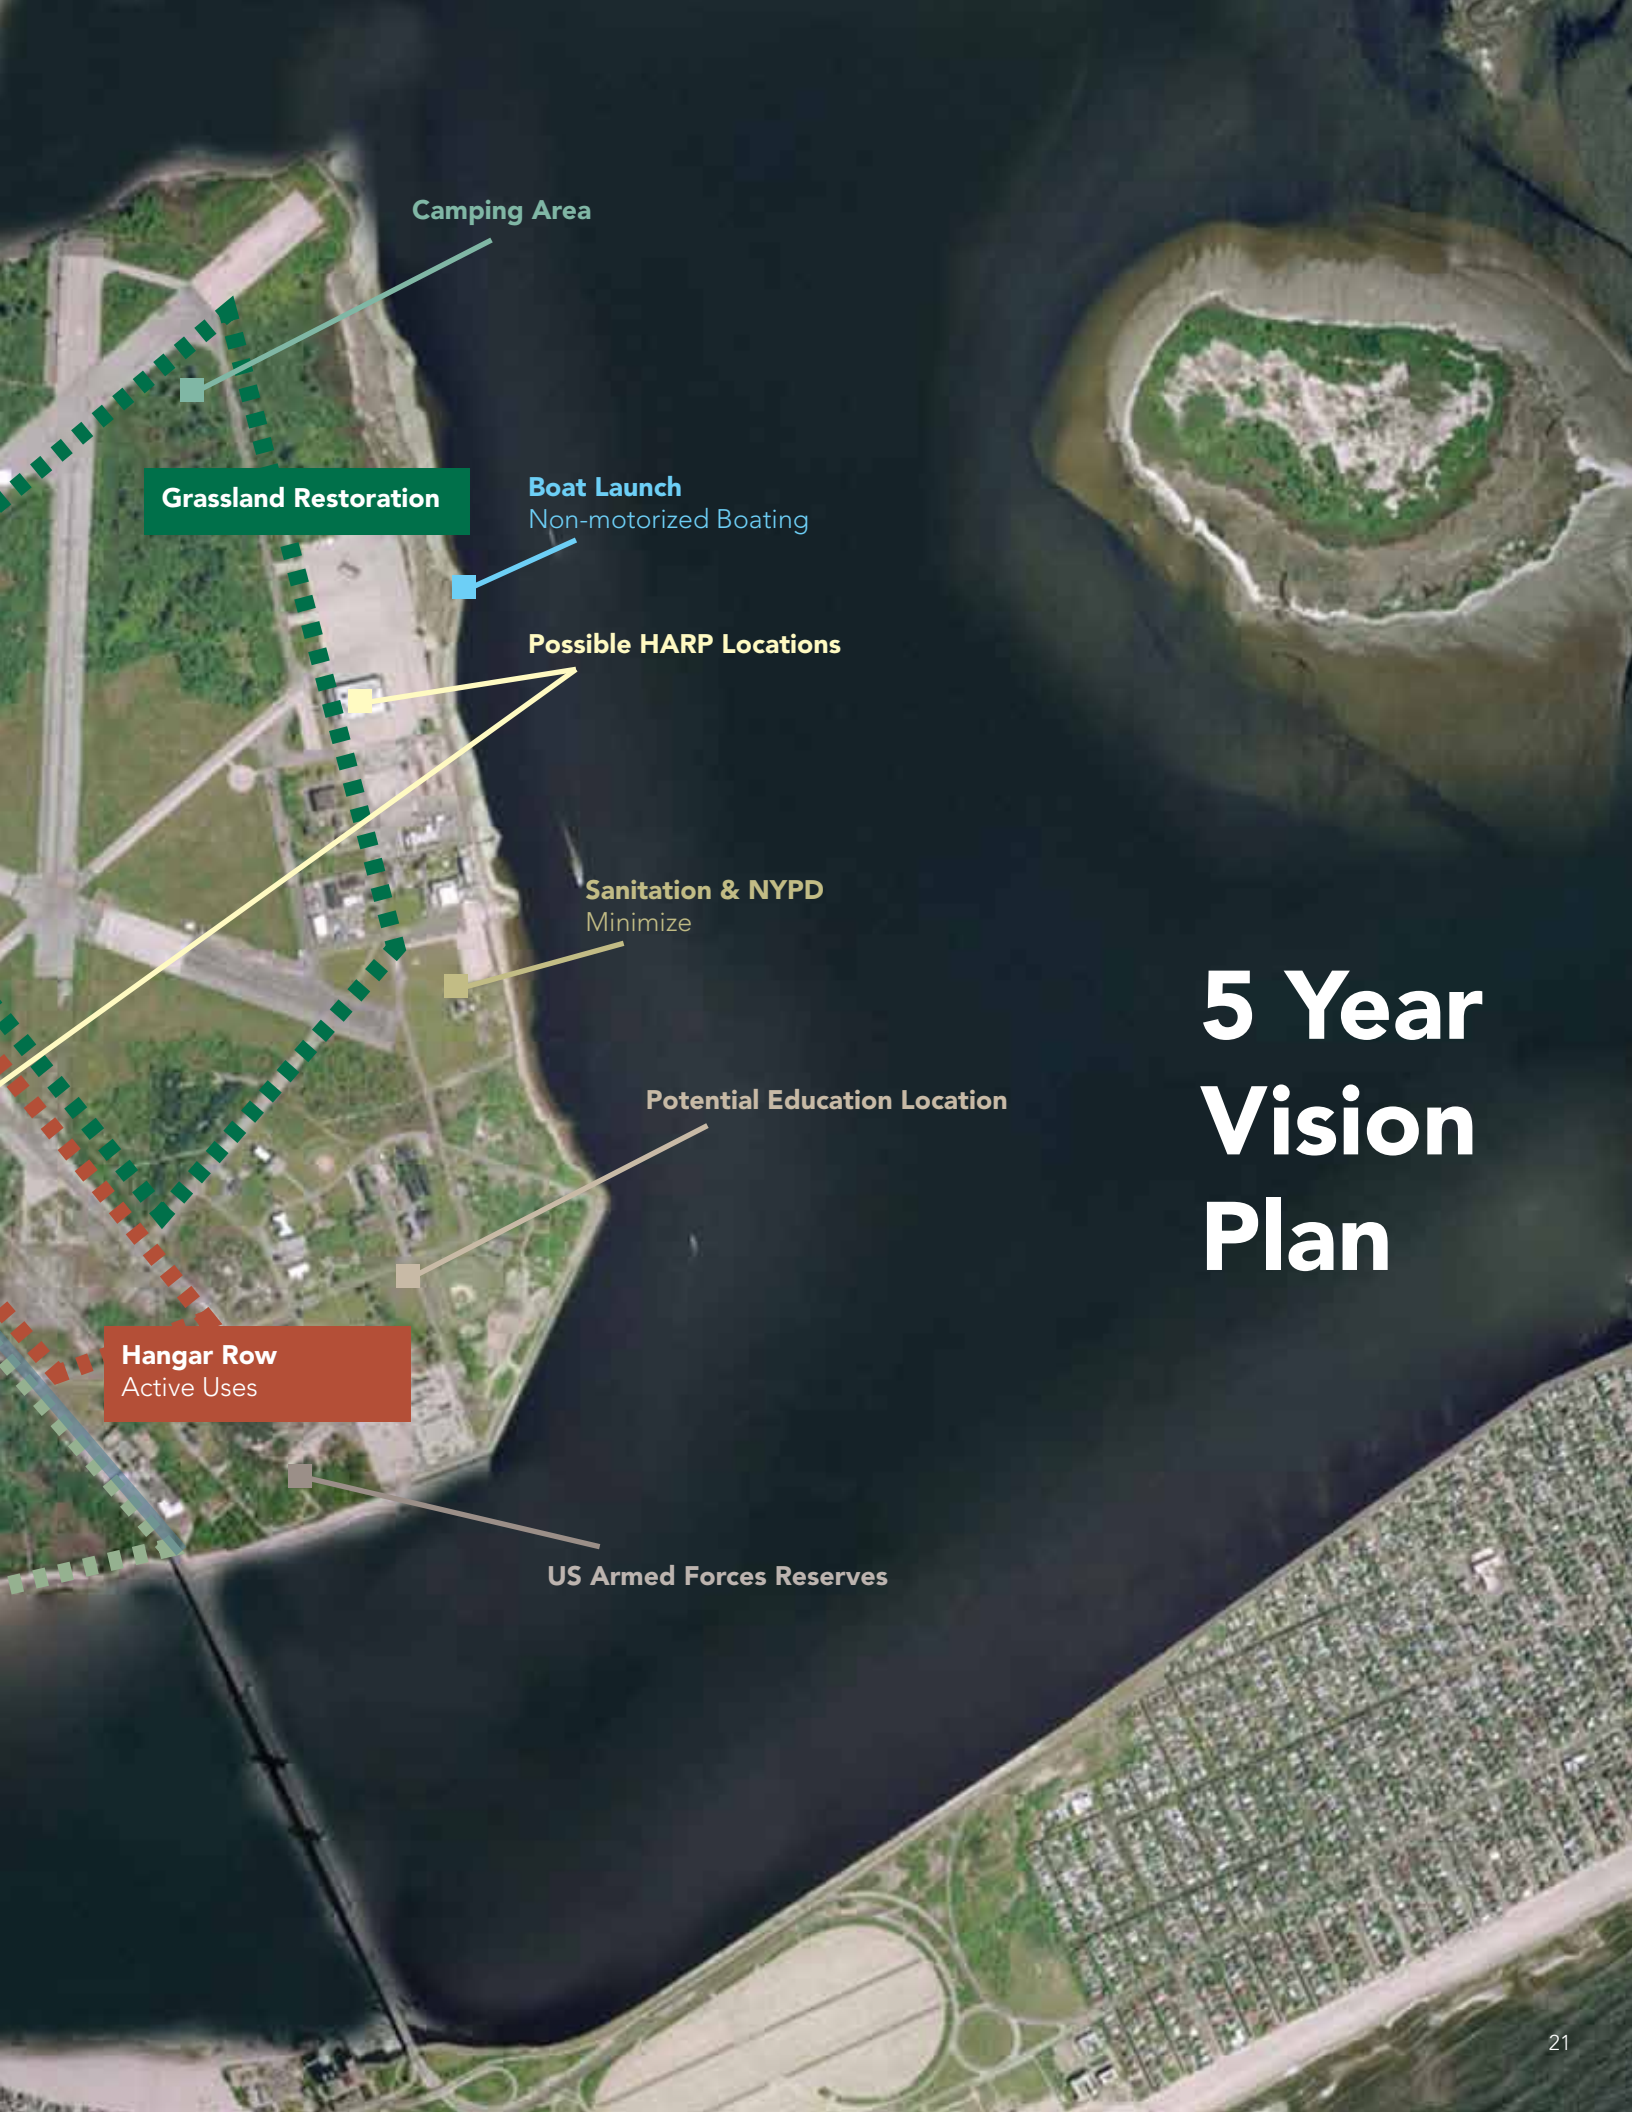 Camping Area
Grassland Restoration
Boat Launch
Non-motorized Boating
Possible HARP Locations
Sanitation & NYPD
Minimize
5 Year
Vision
Plan
Potential Education Location
Hangar Row
Active Uses
US Armed Forces Reserves
21